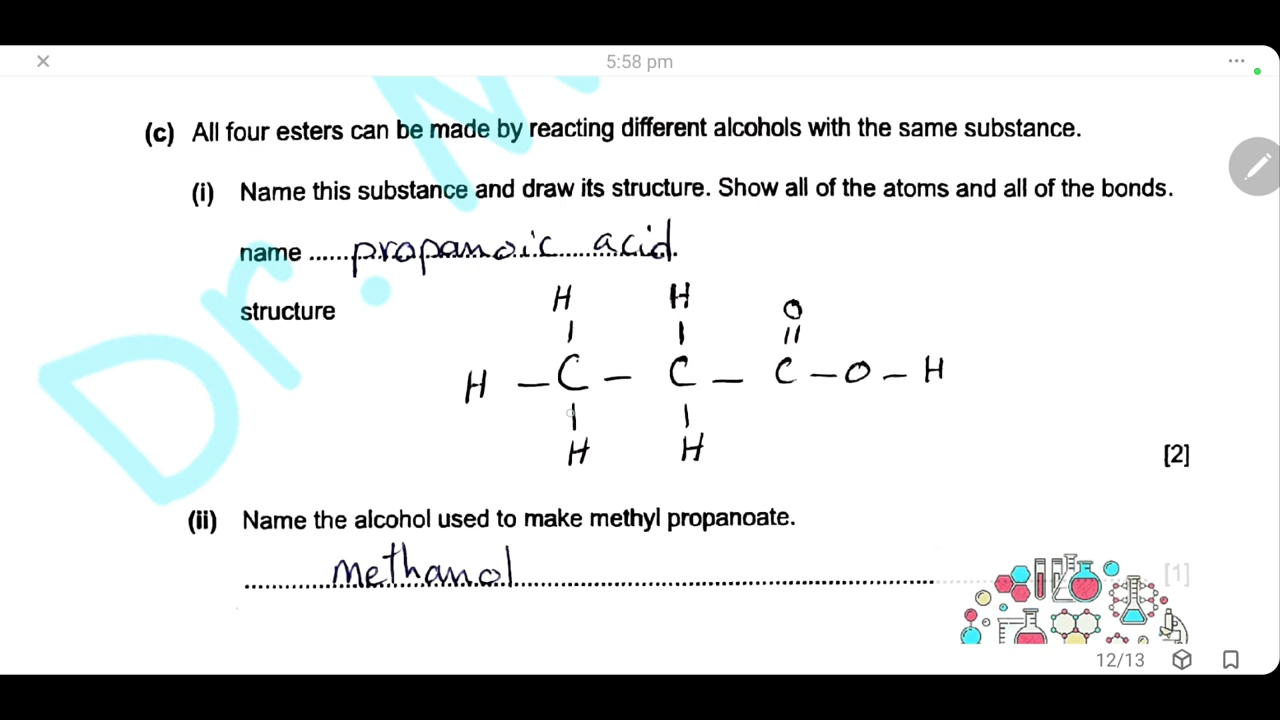 5:58 pm
(c) All four esters can be made by reacting different alcohols with the same substance.
(i) Name this substance and draw its structure. Show all of the atoms and all of the bonds.
name ......propanoic acid.
structure
H H O
H – C – C – C – O – H
H H
[2]
(ii) Name the alcohol used to make methyl propanoate.
methanol
[1]
12/13
Dr. M